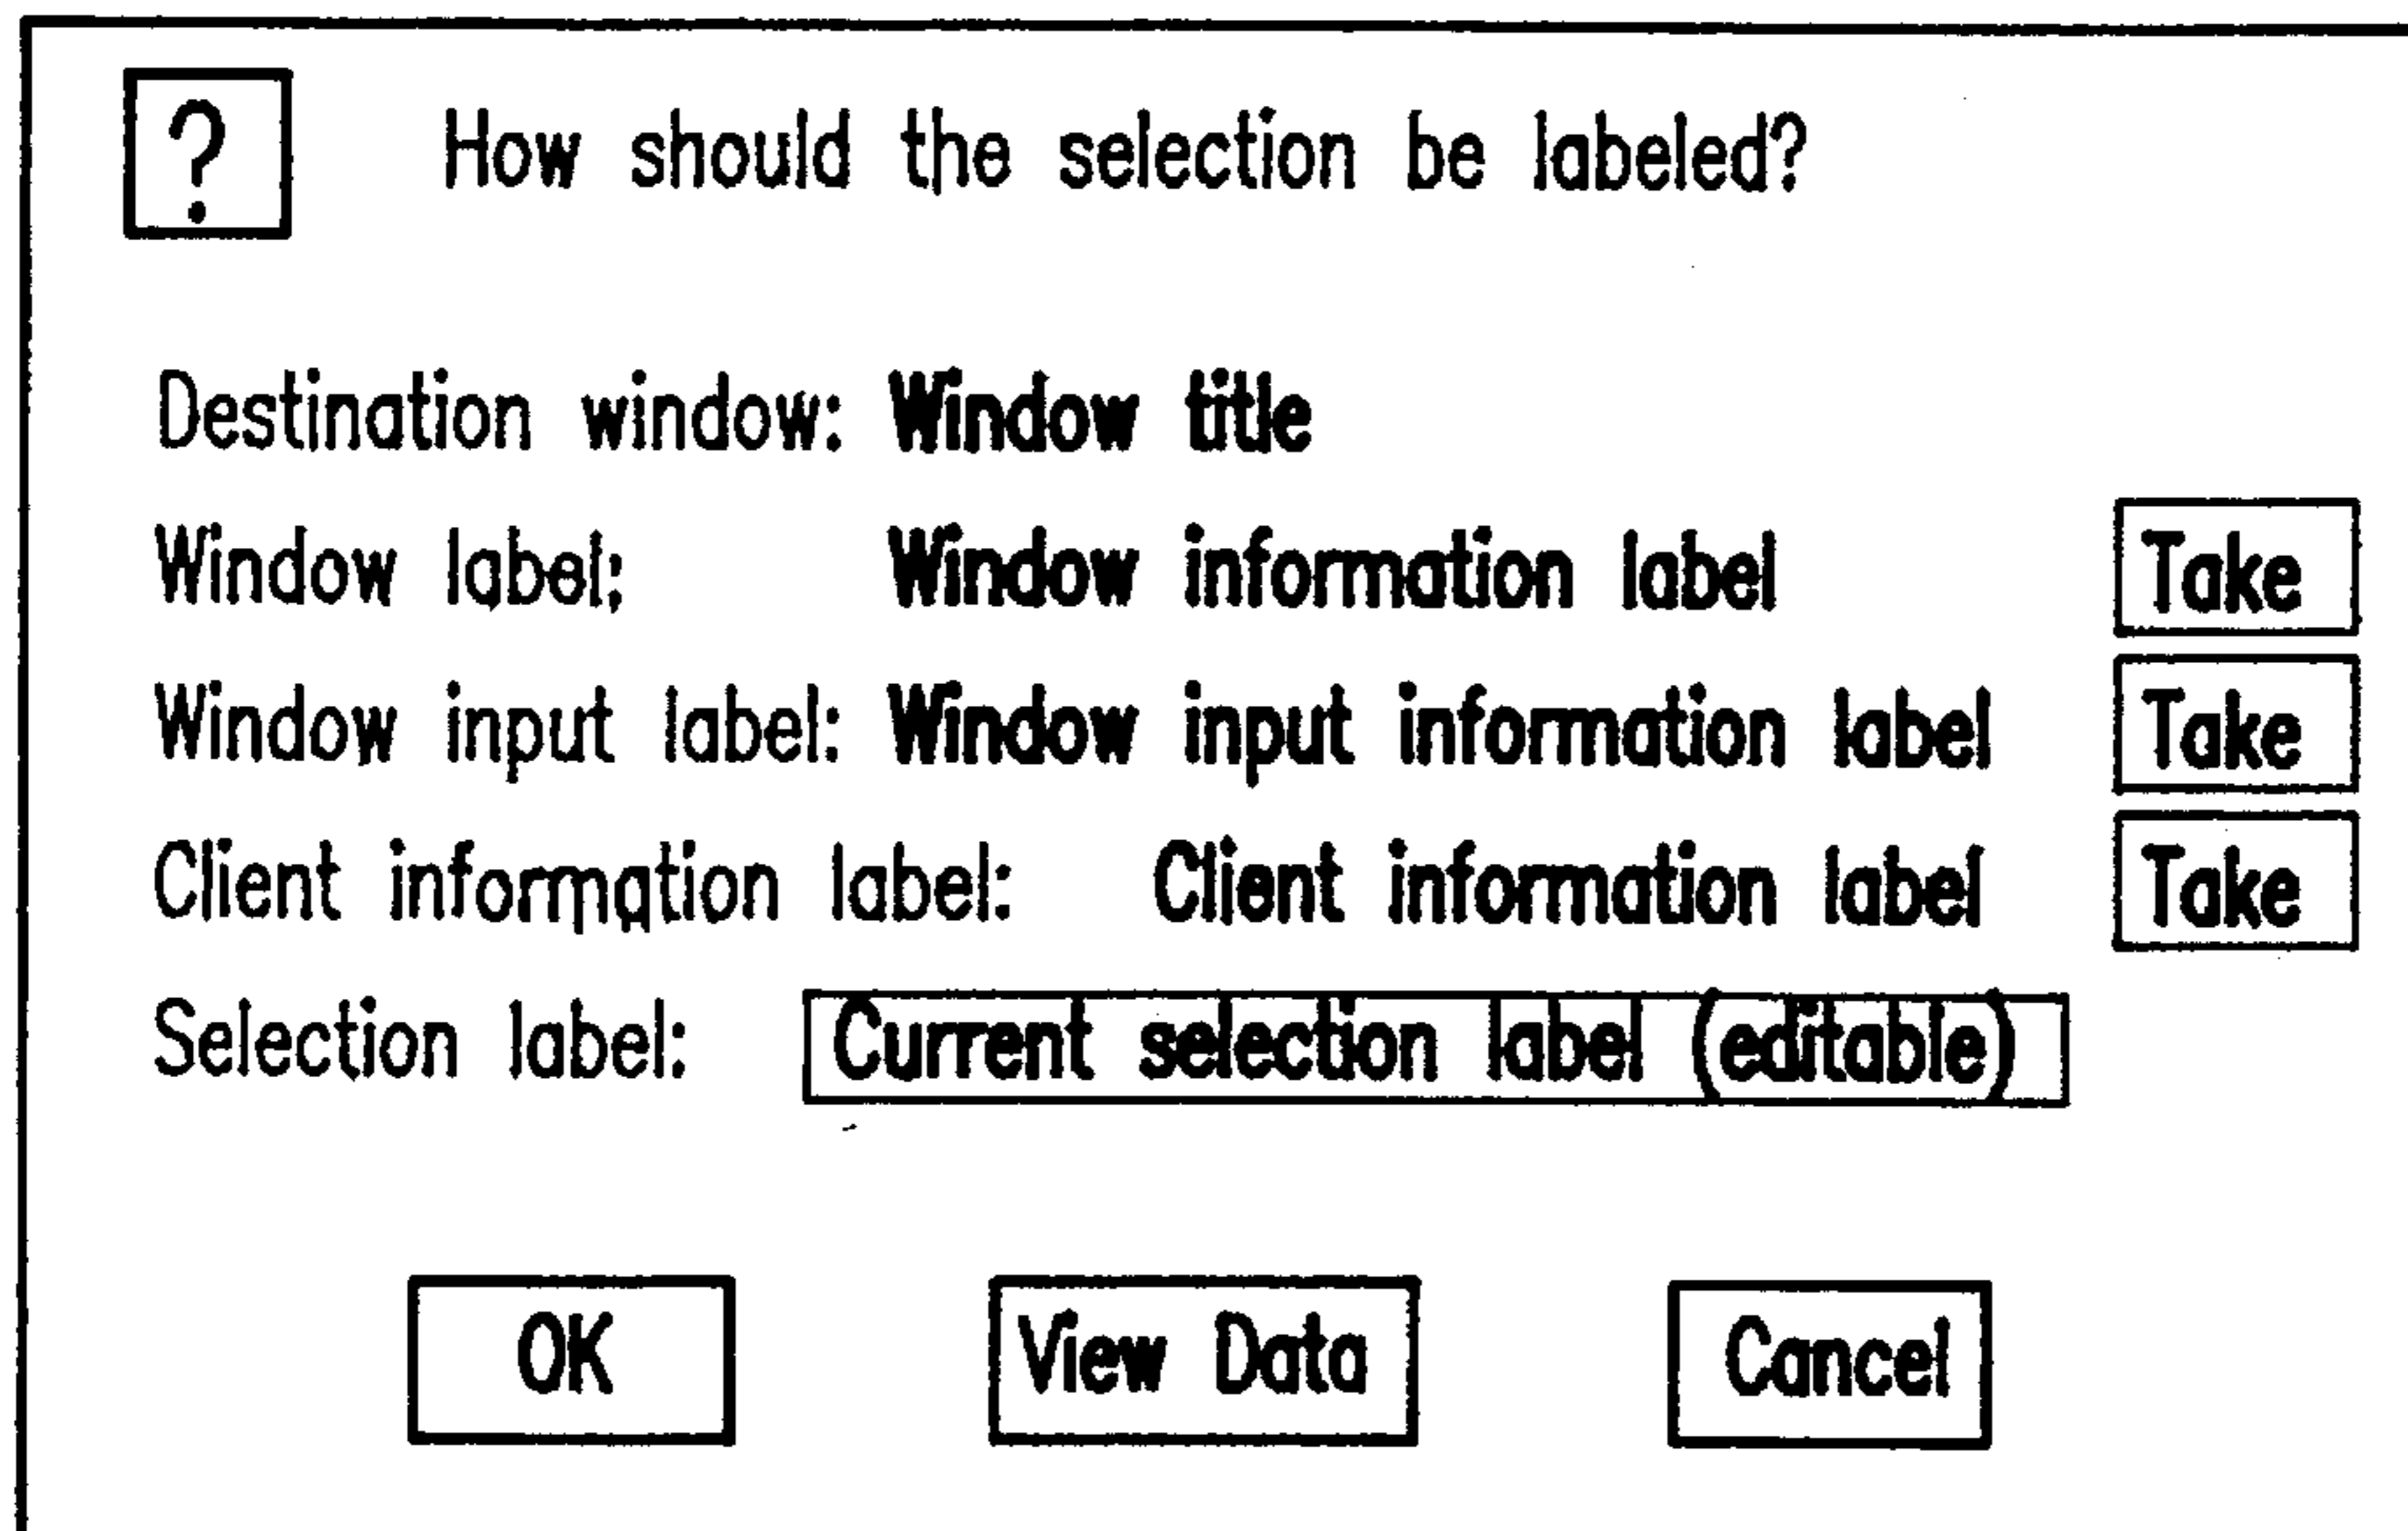 ? How should the selection be labeled?
Destination window: Window title
Window label: Window information label Take
Window input label: Window input information label Take
Client information label: Client information label Take
Selection label: Current selection label (editable)
OK View Data Cancel